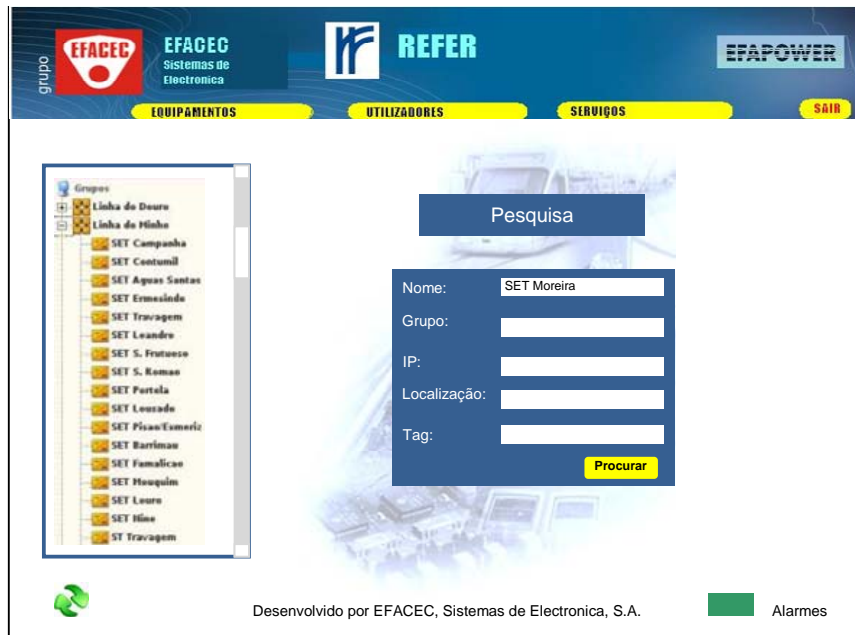 grupo
EFACEC
EFACEC
Sistemas de
Electronica
REFER
EFAPOWER
EQUIPAMENTOS
UTILIZADORES
SERVIÇOS
SAIR
Grupos
Linha do Douro
Linha do Minho
SET Campanha
SET Contumil
SET Aguas Santas
SET Ermesinde
SET Travagem
SET Leandro
SET S. Frutuoso
SET S. Romao
SET Portela
SET Lousado
SET Pisao/Esmeriz
SET Barrimau
SET Famalicao
SET Mouquim
SET Louro
SET Nine
ST Travagem
Pesquisa
Nome:
SET Moreira
Grupo:
IP:
Localização:
Tag:
Procurar
Desenvolvido por EFACEC, Sistemas de Electronica, S.A.
Alarmes